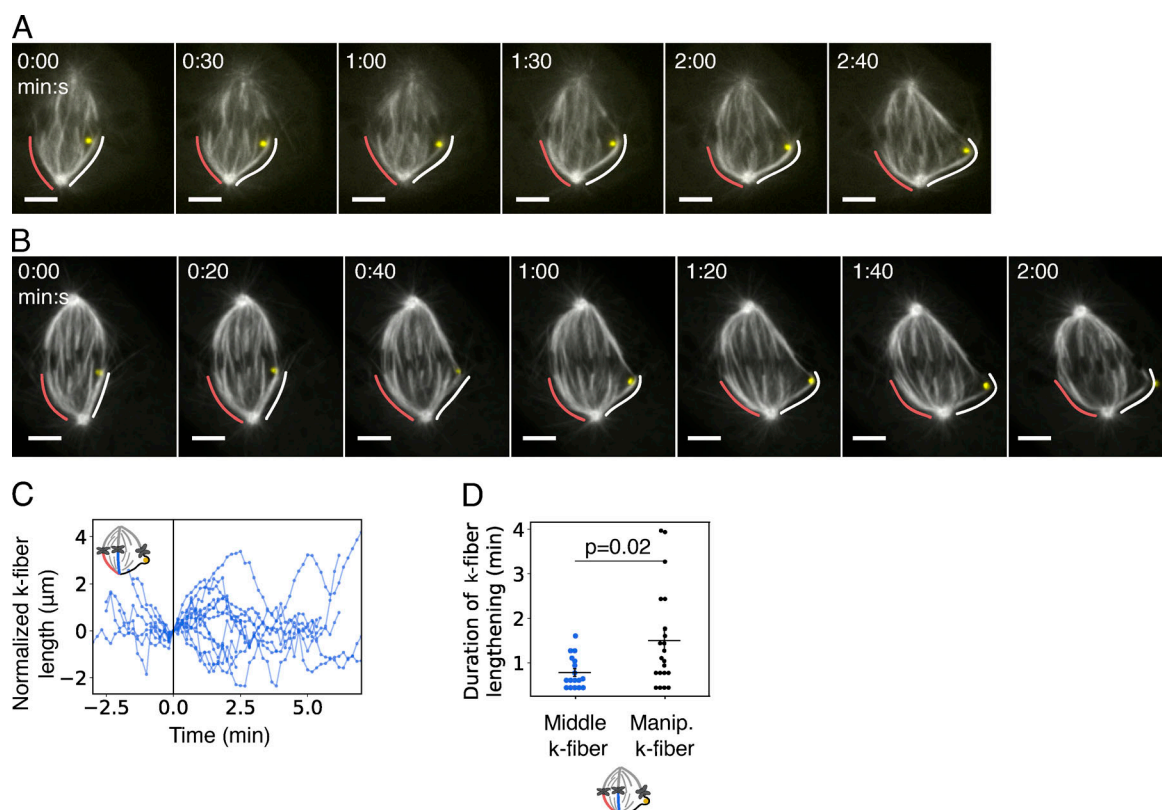 A
0:00
min:s
0:30
1:00
1:30
2:00
2:40
B
0:00
min:s
0:20
0:40
1:00
1:20
1:40
2:00
C
Normalized k-fiber
length (μm)
4
2
0
−2
−2.5
0.0
2.5
5.0
Time (min)
D
Duration of k-fiber
lengthening (min)
4
3
2
1
p=0.02
Middle
k-fiber
Manip.
k-fiber